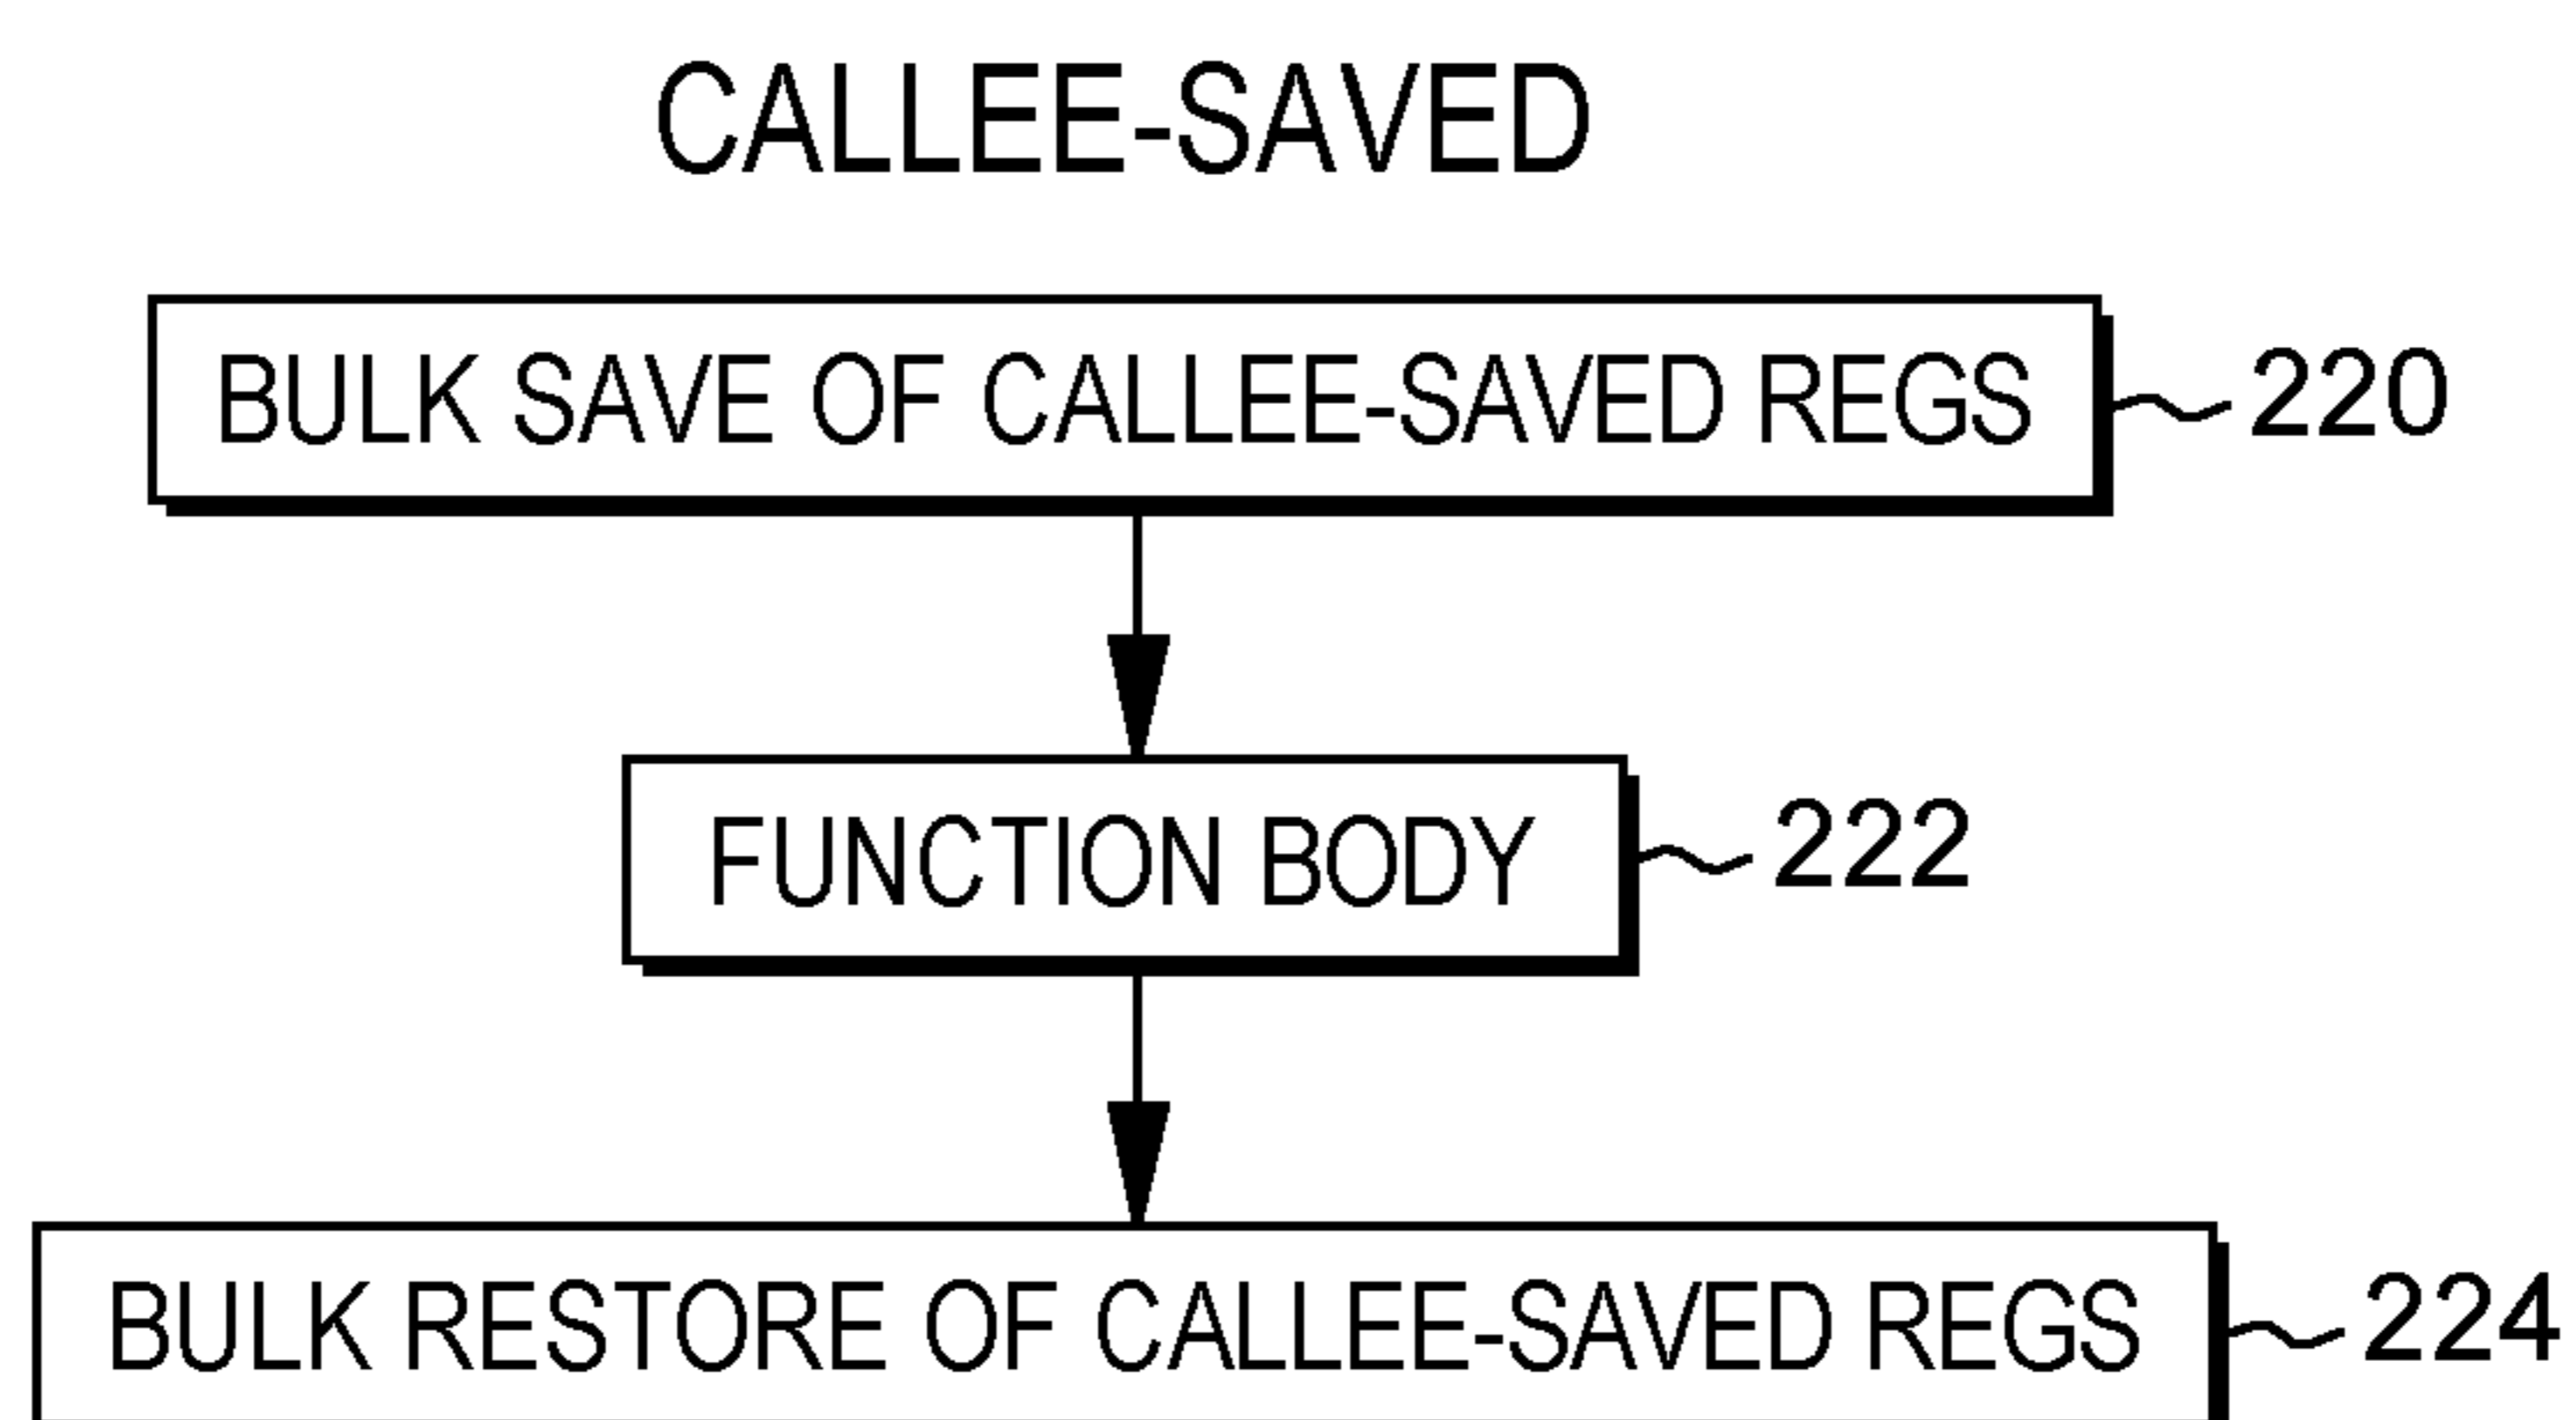 CALLEE-SAVED
BULK SAVE OF CALLEE-SAVED REGS 220
FUNCTION BODY 222
BULK RESTORE OF CALLEE-SAVED REGS 224